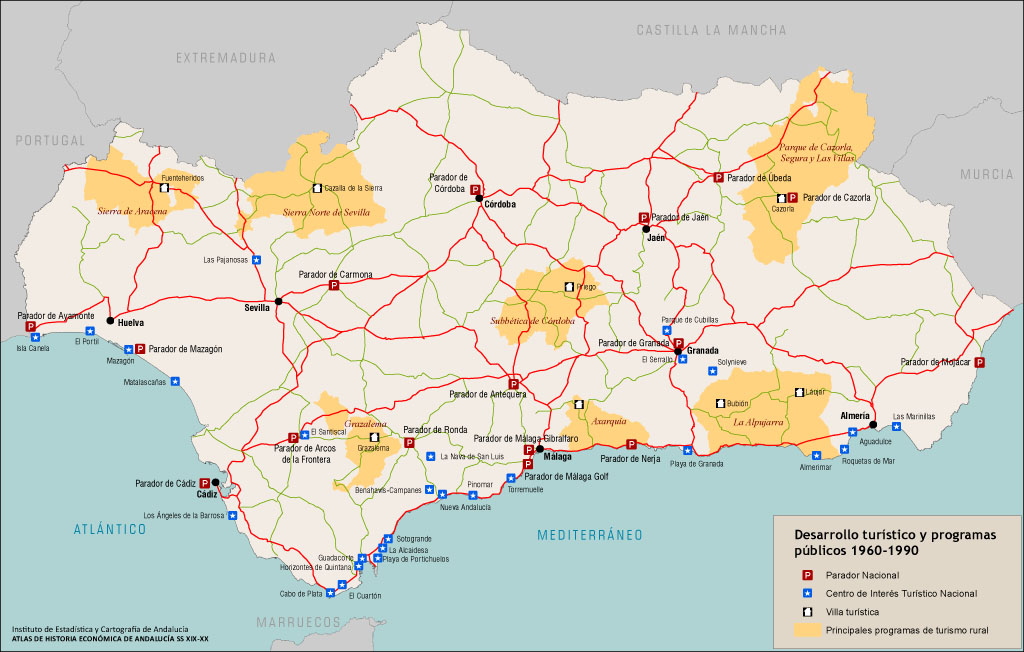 CASTILLA LA MANCHA
EXTREMADURA
PORTUGAL
MURCIA
Parque de Cazorla,
Segura y Las Villas
Fuenteheridos
Sierra de Aracena
Cazalla de la Sierra
Sierra Norte de Sevilla
Parador de
Córdoba
P
Córdoba
P
Parador de Úbeda
P
Parador de Cazorla
Cazorla
P
Parador de Jaén
Jaén
Las Pajanosas
Parador de Carmona
P
Sevilla
Priego
Subbética de Córdoba
Parador de Ayamonte
P
Huelva
Isla Canela
El Portil
P
Parador de Mazagón
Mazagón
Matalascañas
Parque de Cubillas
Parador de Granada
P
Granada
El Serrallo
Solynieve
Parador de Mojácar
P
P
Parador de Antequera
Bubión
Laujar
La Alpujarra
Almería
Las Marinillas
Aguadulce
Roquetas de Mar
Almerimar
Grazalema
El Santiscal
P
Parador de Arcos
de la Frontera
Grazalema
Parador de Ronda
P
La Nava de San Luis
Axarquía
Parador de Málaga Gibralfaro
P
Málaga
P
Parador de Málaga Golf
P
Parador de Nerja
Playa de Granada
Torremuelle
Pinomar
Benahavis-Campanes
Nueva Andalucía
Parador de Cádiz
P
Cádiz
Los Ángeles de la Barrosa
ATLÁNTICO
MEDITERRÁNEO
Sotogrande
La Alcaidesa
Playa de Portichuelos
Guadacorte
Horizontes de Quintana
Cabo de Plata
El Cuartón
MARRUECOS
Desarrollo turístico y programas
públicos 1960-1990
P
Parador Nacional
Centro de Interés Turístico Nacional
Villa turística
Principales programas de turismo rural
Instituto de Estadística y Cartografía de Andalucía
ATLAS DE HISTORIA ECONÓMICA DE ANDALUCÍA SS XIX-XX